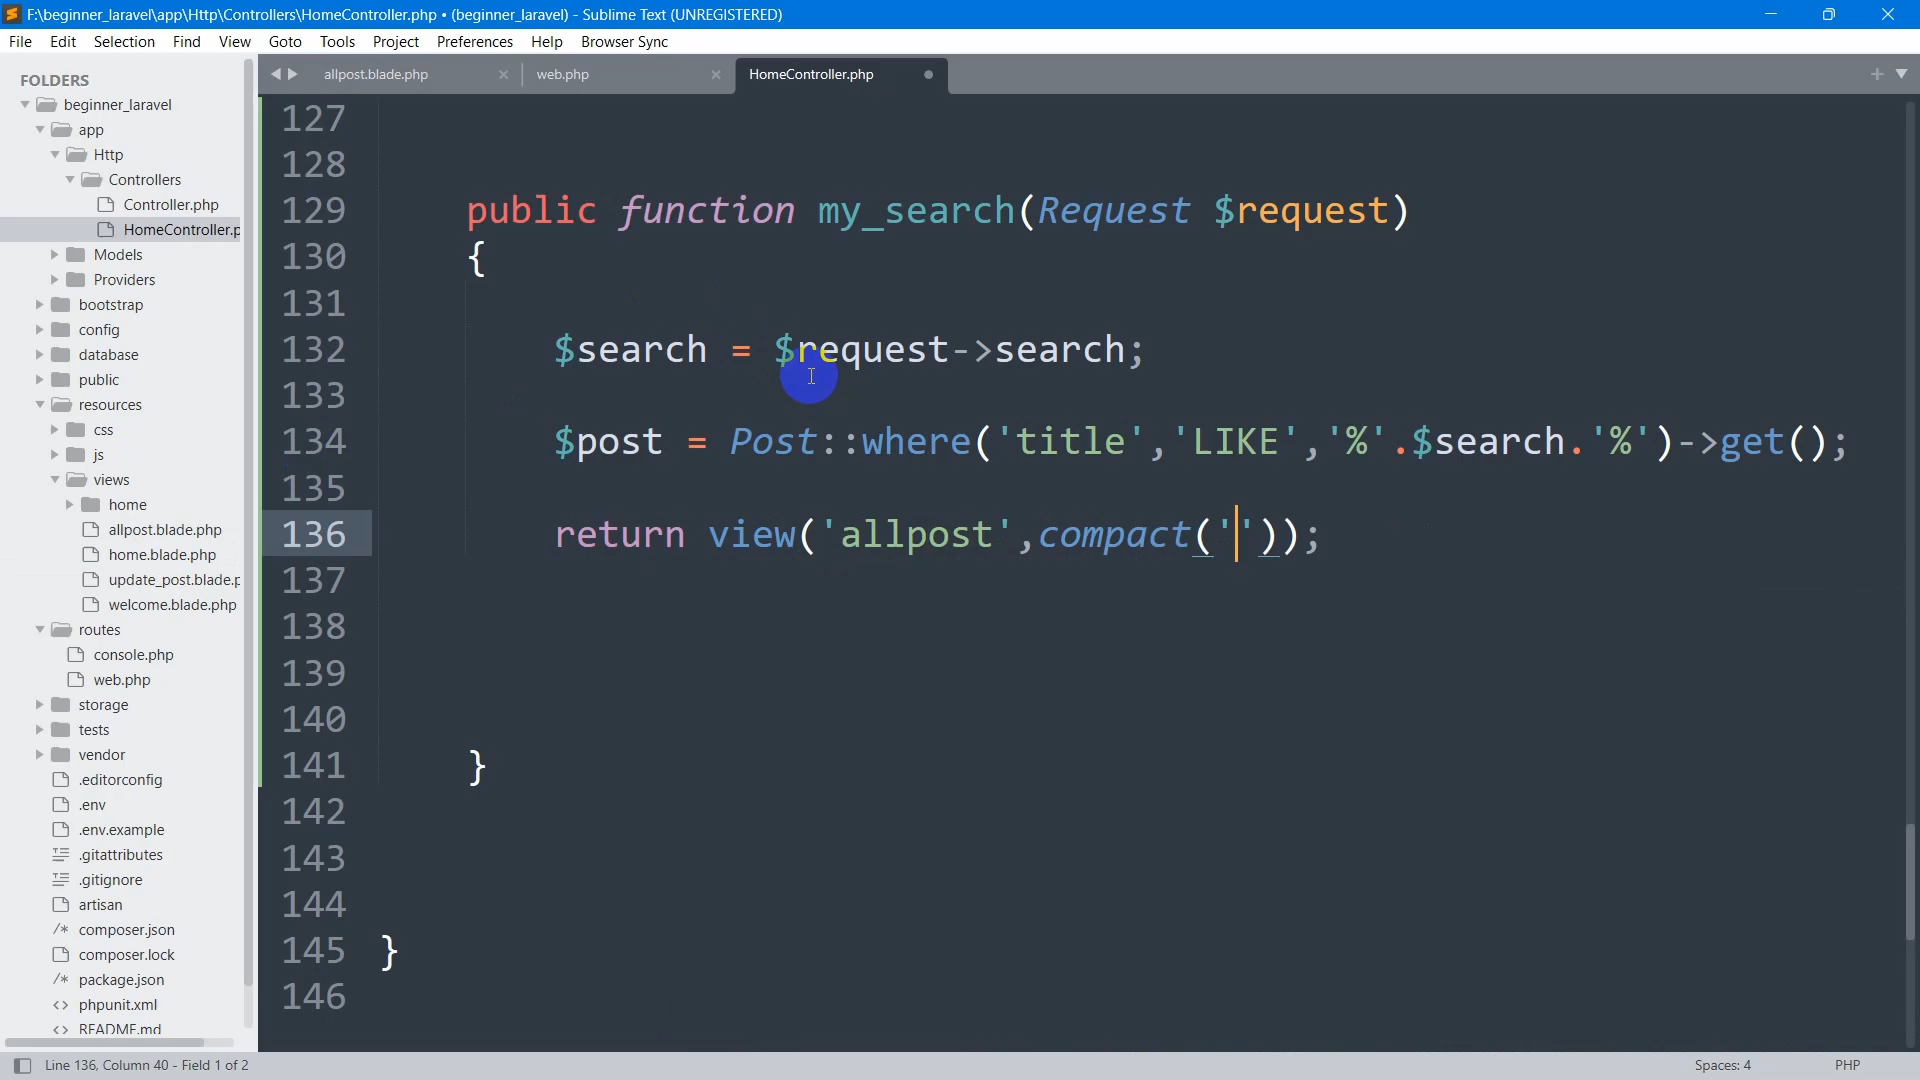 F:\beginner_laravel\app\Http\Controllers\HomeController.php • (beginner_laravel) - Sublime Text (UNREGISTERED)
File Edit Selection Find View Goto Tools Project Preferences Help Browser Sync
FOLDERS
beginner_laravel
app
Http
Controllers
Controller.php
HomeController.p
Models
Providers
bootstrap
config
database
public
resources
css
js
views
home
allpost.blade.php
home.blade.php
update_post.blade.p
welcome.blade.php
routes
console.php
web.php
storage
tests
vendor
.editorconfig
.env
.env.example
.gitattributes
.gitignore
artisan
/* composer.json
composer.lock
/* package.json
<> phpunit.xml
<> README.md
allpost.blade.php web.php HomeController.php
127
128
129 public function my_search(Request $request)
130 {
131
132 $search = $request->search;
133
134 $post = Post::where('title','LIKE','%'.$search.'%')->get();
135
136 return view('allpost',compact(''));
137
138
139
140
141 }
142
143
144
145 }
146
Line 136, Column 40 - Field 1 of 2 Spaces: 4 PHP